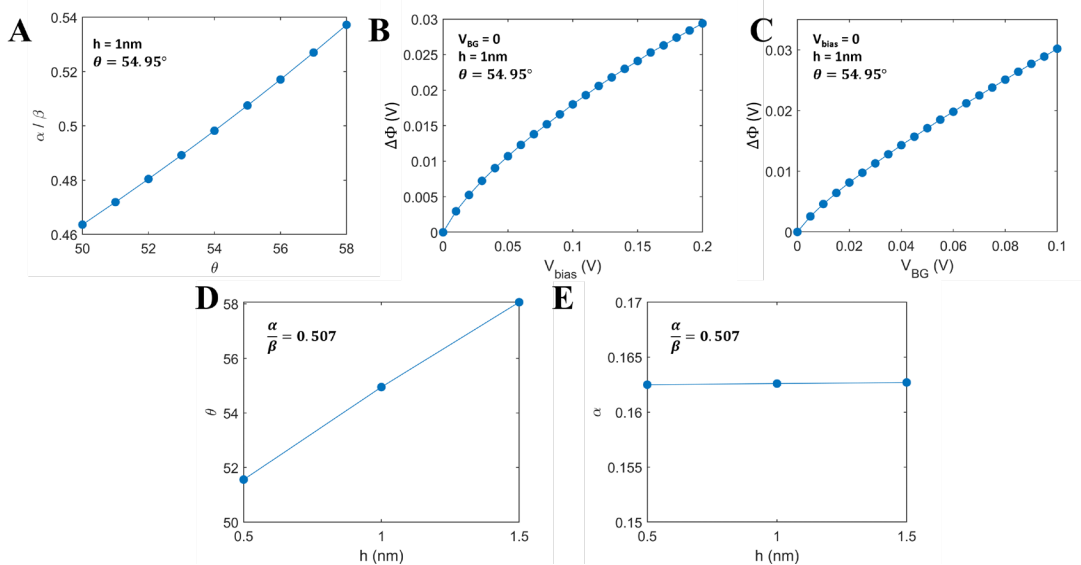 A
h = 1nm
θ = 54.95°
0.54
0.52
0.5
0.48
0.46
α / β
50
52
54
56
58
θ
B
V_BG = 0
h = 1nm
θ = 54.95°
0.03
0.025
0.02
0.015
0.01
0.005
0
ΔΦ (V)
0
0.05
0.1
0.15
0.2
V_bias (V)
C
V_bias = 0
h = 1nm
θ = 54.95°
0.03
0.02
0.01
0
ΔΦ (V)
0
0.02
0.04
0.06
0.08
0.1
V_BG (V)
D
α/β = 0.507
58
56
54
52
50
θ
0.5
1
1.5
h (nm)
E
α/β = 0.507
0.17
0.165
0.16
0.155
0.15
α
0.5
1
1.5
h (nm)